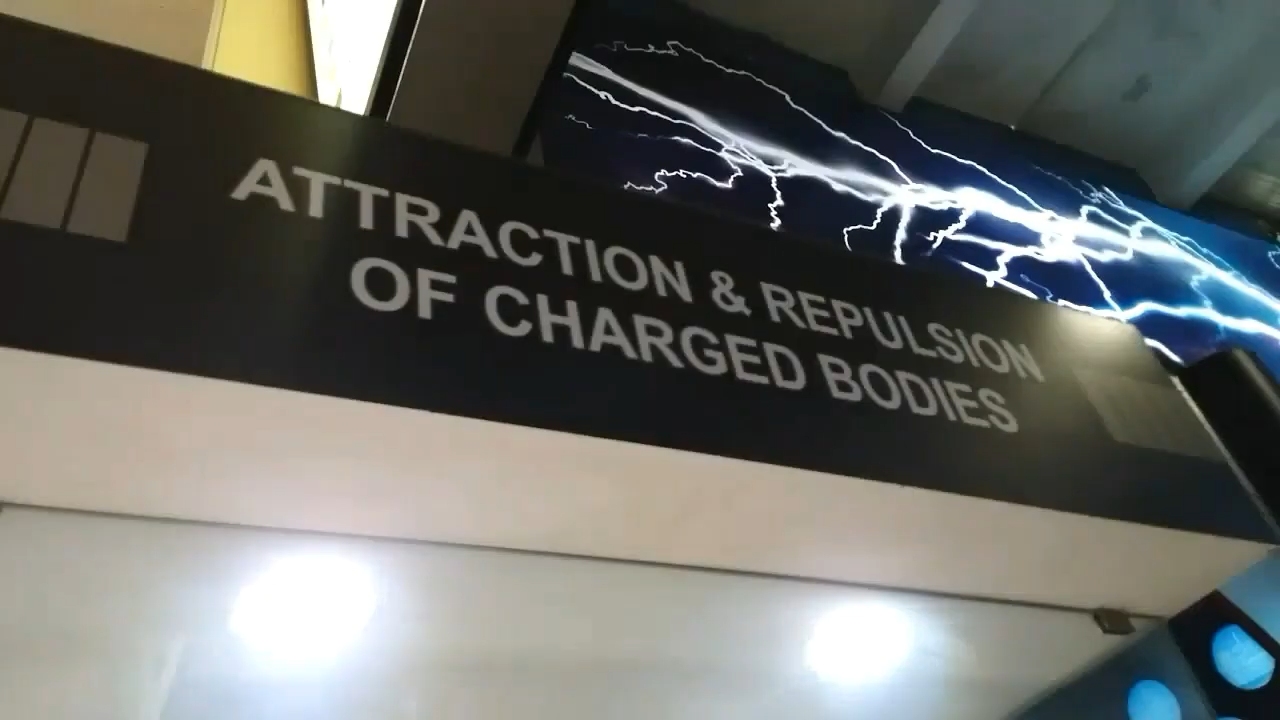 ATTRACTION & REPULSION
OF CHARGED BODIES